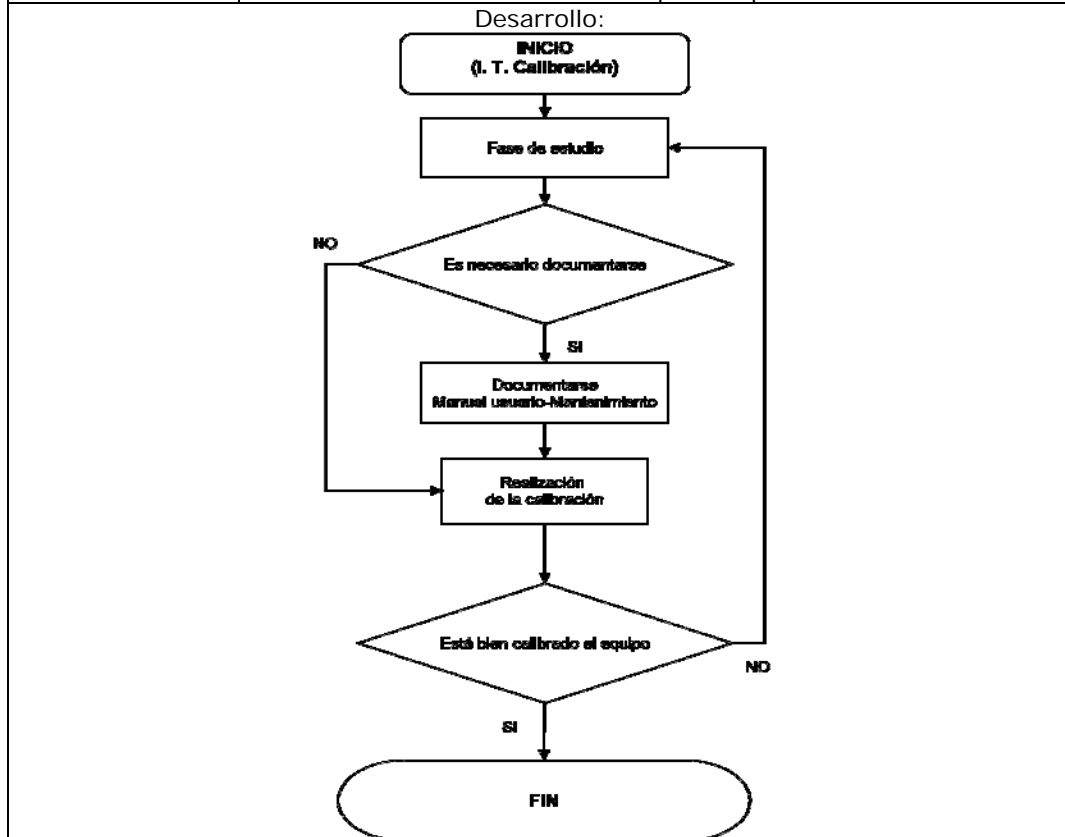 Desarrollo:
INICIO
(I. T. Calibración)
Fase de estudio
NO
Es necesario documentarse
SI
Documentarse
Manual usuario-Mantenimiento
Realización
de la calibración
Está bien calibrado el equipo
NO
SI
FIN